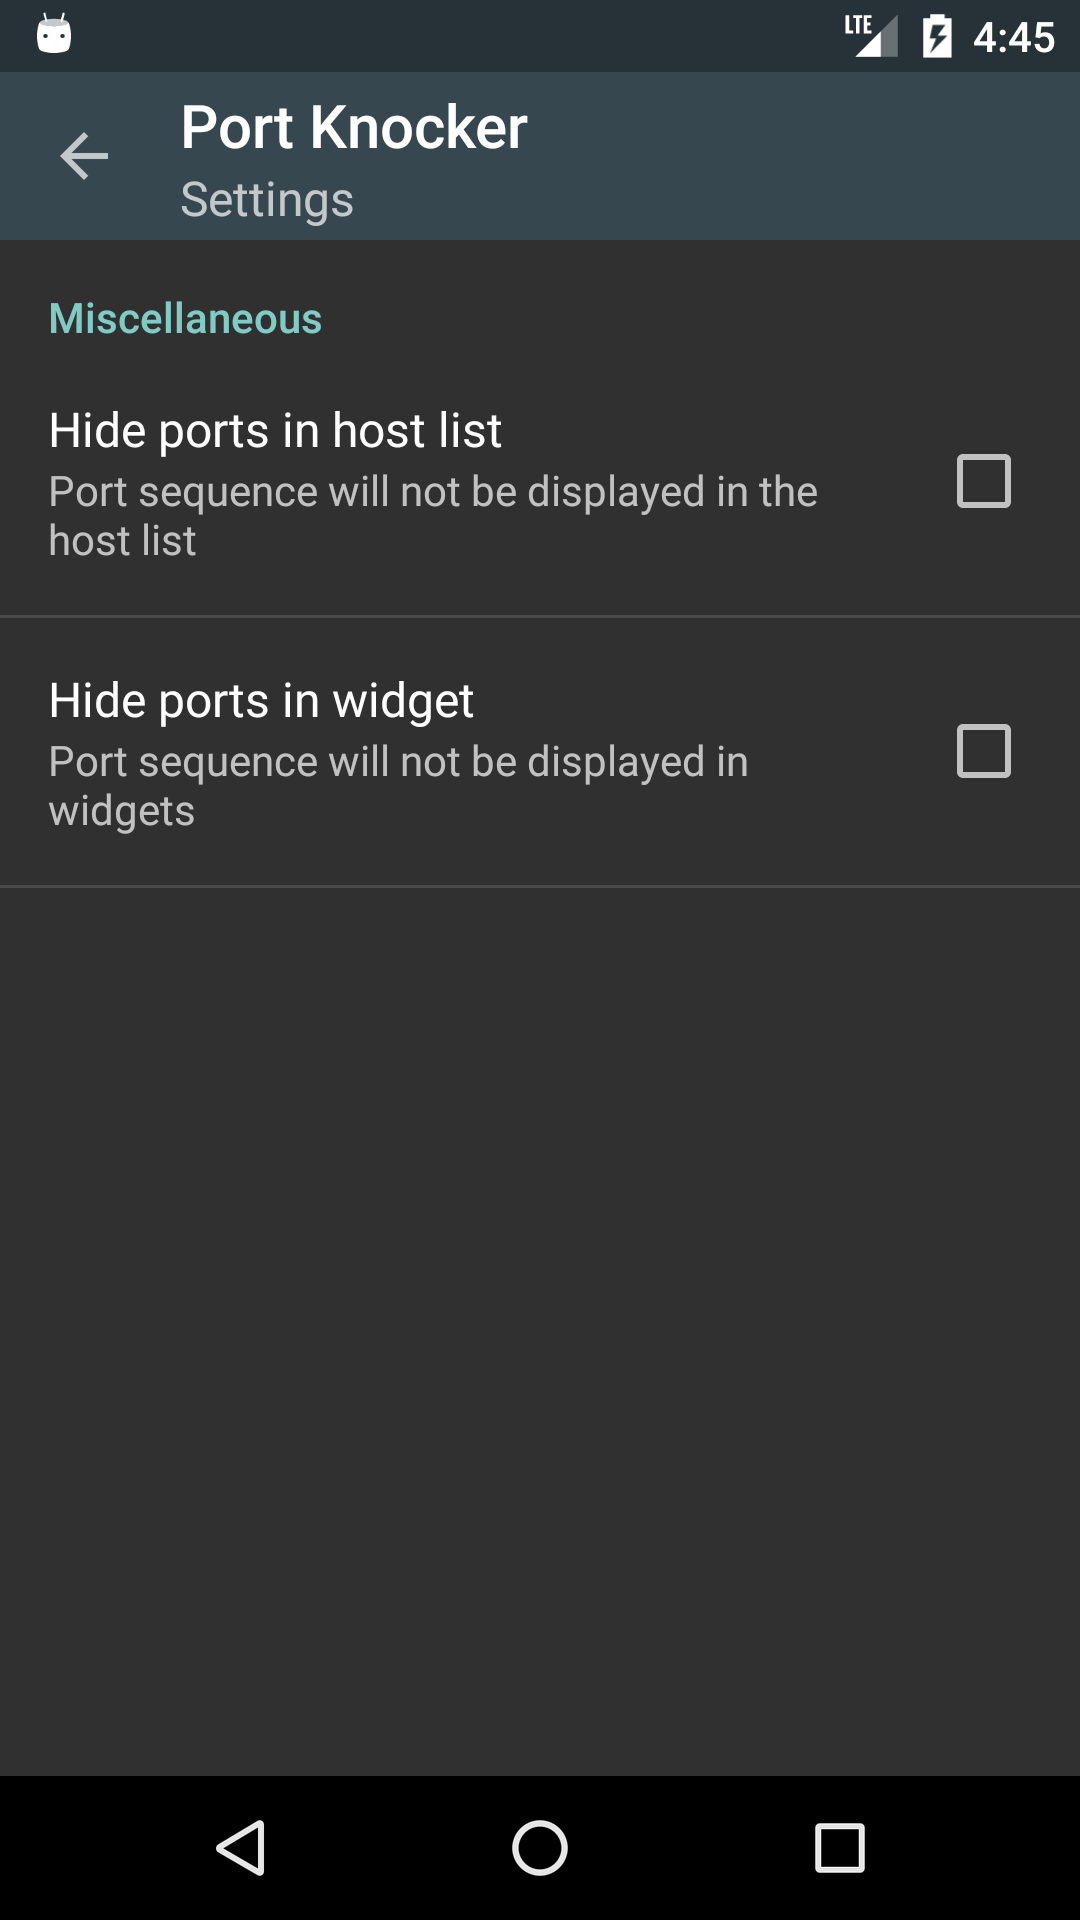 LTE 4:45
Port Knocker
Settings
Miscellaneous
Hide ports in host list
Port sequence will not be displayed in the
host list
Hide ports in widget
Port sequence will not be displayed in
widgets